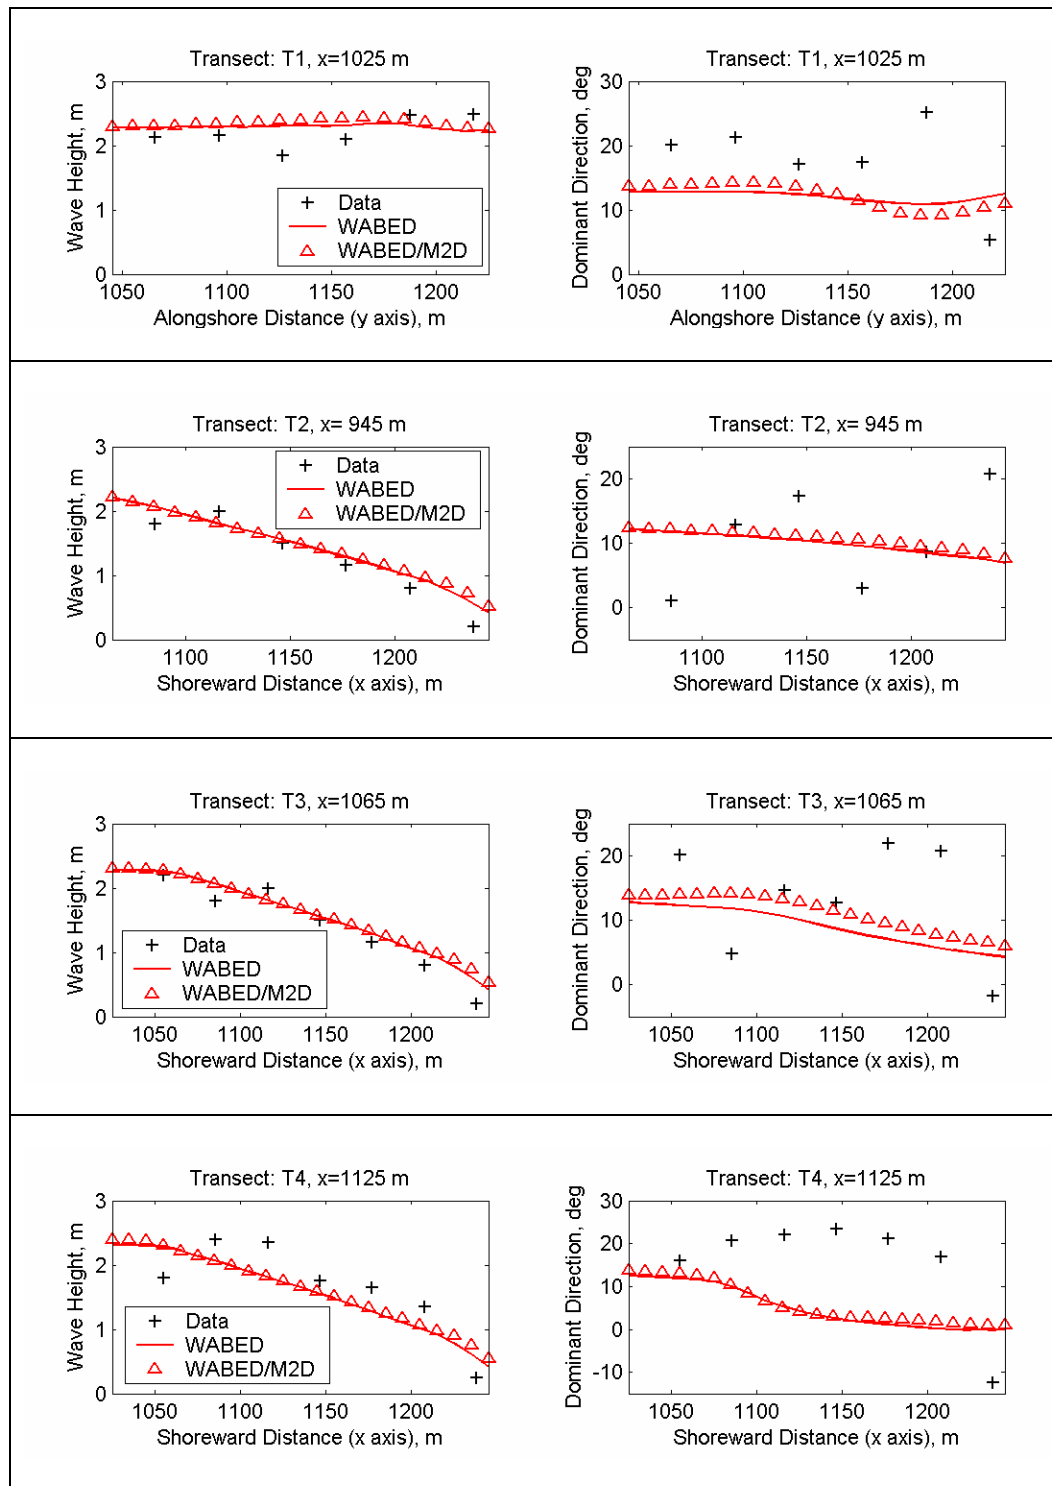 Transect: T1, x=1025 m
Wave Height, m
3
2
1
0
+ Data
WABED
WABED/M2D
1050 1100 1150 1200
Alongshore Distance (y axis), m
Transect: T1, x=1025 m
Dominant Direction, deg
30
20
10
0
1050 1100 1150 1200
Alongshore Distance (y axis), m
Transect: T2, x= 945 m
Wave Height, m
3
2
1
0
+ Data
WABED
WABED/M2D
1100 1150 1200
Shoreward Distance (x axis), m
Transect: T2, x= 945 m
Dominant Direction, deg
20
10
0
1100 1150 1200
Shoreward Distance (x axis), m
Transect: T3, x=1065 m
Wave Height, m
3
2
1
0
+ Data
WABED
WABED/M2D
1050 1100 1150 1200
Shoreward Distance (x axis), m
Transect: T3, x=1065 m
Dominant Direction, deg
20
10
0
1050 1100 1150 1200
Shoreward Distance (x axis), m
Transect: T4, x=1125 m
Wave Height, m
3
2
1
0
+ Data
WABED
WABED/M2D
1050 1100 1150 1200
Shoreward Distance (x axis), m
Transect: T4, x=1125 m
Dominant Direction, deg
30
20
10
0
-10
1050 1100 1150 1200
Shoreward Distance (x axis), m